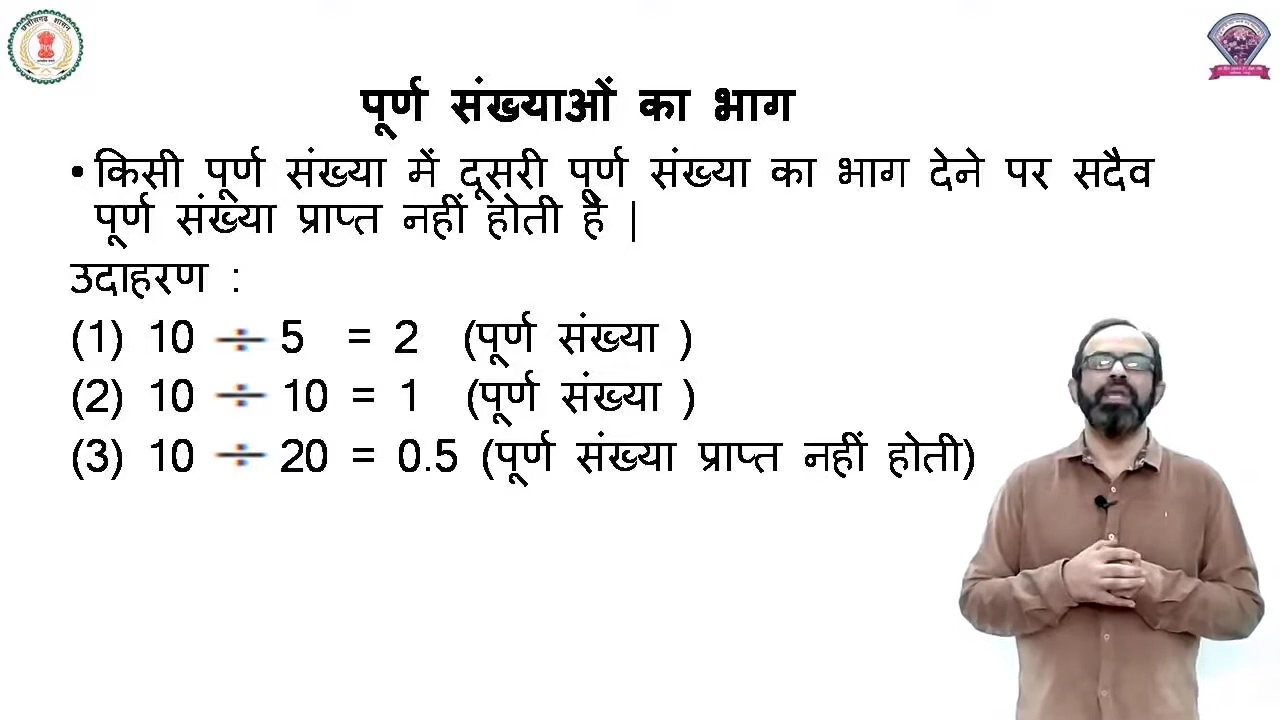 पूर्ण संख्याओं का भाग
• किसी पूर्ण संख्या में दूसरी पूर्ण संख्या का भाग देने पर सदैव
पूर्ण संख्या प्राप्त नहीं होती है |
उदाहरण :
(1) 10 ÷ 5 = 2 (पूर्ण संख्या )
(2) 10 ÷ 10 = 1 (पूर्ण संख्या )
(3) 10 ÷ 20 = 0.5 (पूर्ण संख्या प्राप्त नहीं होती)